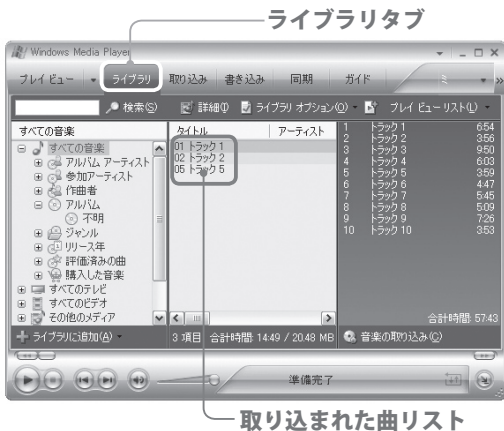 ライブラリタブ
Windows Media Player
プレイ ビュー ライブラリ 取り込み 書き込み 同期 ガイド ミ »
検索(S) 詳細(I) ライブラリ オプション(O) プレイ ビュー リスト(L)
すべての音楽 タイトル アーティスト
すべての音楽
アルバム アーティスト
参加アーティスト
作曲者
アルバム
不明
ジャンル
リリース年
評価済みの曲
購入した音楽
すべてのテレビ
すべてのビデオ
その他のメディア
01 トラック 1
02 トラック 2
05 トラック 5
1 トラック 1 6:54
2 トラック 2 3:56
3 トラック 3 9:50
4 トラック 4 6:03
5 トラック 5 3:59
6 トラック 6 4:47
7 トラック 7 5:45
8 トラック 8 5:09
9 トラック 9 7:26
10 トラック 10 3:53
合計時間: 57:43
ライブラリに追加(A) 3 項目 合計時間: 14:49 / 20.48 MB 音楽の取り込み(C)
準備完了
取り込まれた曲リスト